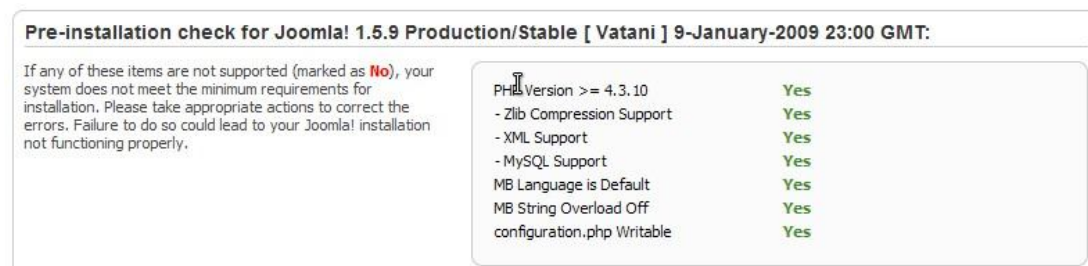 Pre-installation check for Joomla! 1.5.9 Production/Stable [ Vatani ] 9-January-2009 23:00 GMT:
If any of these items are not supported (marked as No), your
system does not meet the minimum requirements for
installation. Please take appropriate actions to correct the
errors. Failure to do so could lead to your Joomla! installation
not functioning properly.
PHP Version >= 4.3.10 Yes
- Zlib Compression Support Yes
- XML Support Yes
- MySQL Support Yes
MB Language is Default Yes
MB String Overload Off Yes
configuration.php Writable Yes